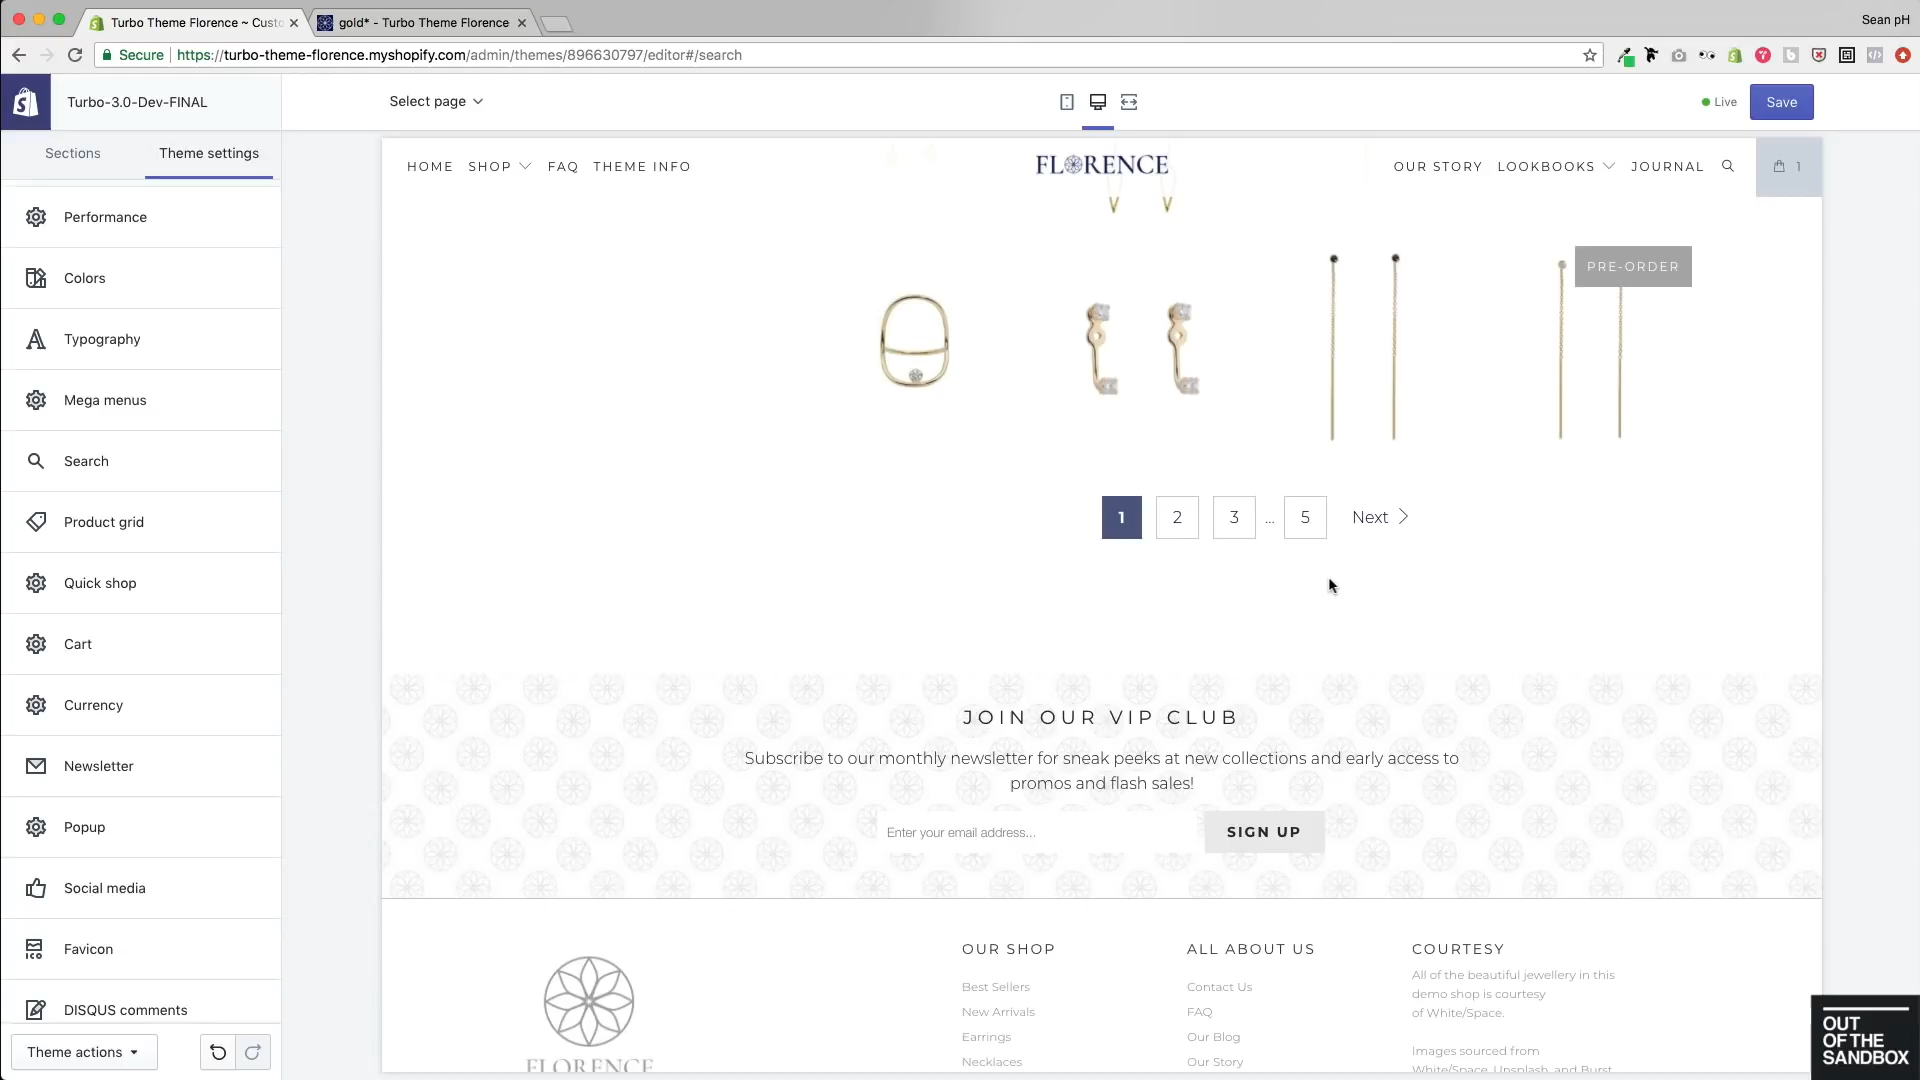 Sean pH
Turbo Theme Florence ~ Custo
gold* - Turbo Theme Florence
Secure
https://turbo-theme-florence.myshopify.com/admin/themes/896630797/editor#/search
Turbo-3.0-Dev-FINAL
Select page
Live
Save
Sections
Theme settings
HOME SHOP FAQ THEME INFO
FLORENCE
OUR STORY LOOKBOOKS JOURNAL
1
Performance
Colors
Typography
Mega menus
Search
Product grid
Quick shop
Cart
Currency
Newsletter
Popup
Social media
Favicon
DISQUS comments
Theme actions
PRE-ORDER
1 2 3 ... 5 Next
JOIN OUR VIP CLUB
Subscribe to our monthly newsletter for sneak peeks at new collections and early access to
promos and flash sales!
Enter your email address...
SIGN UP
FLORENCE
OUR SHOP
Best Sellers
New Arrivals
Earrings
Necklaces
ALL ABOUT US
Contact Us
FAQ
Our Blog
Our Story
COURTESY
All of the beautiful jewellery in this
demo shop is courtesy
of White/Space.
Images sourced from
White/Space, Unsplash, and Burst
OUT
OF THE
SANDBOX